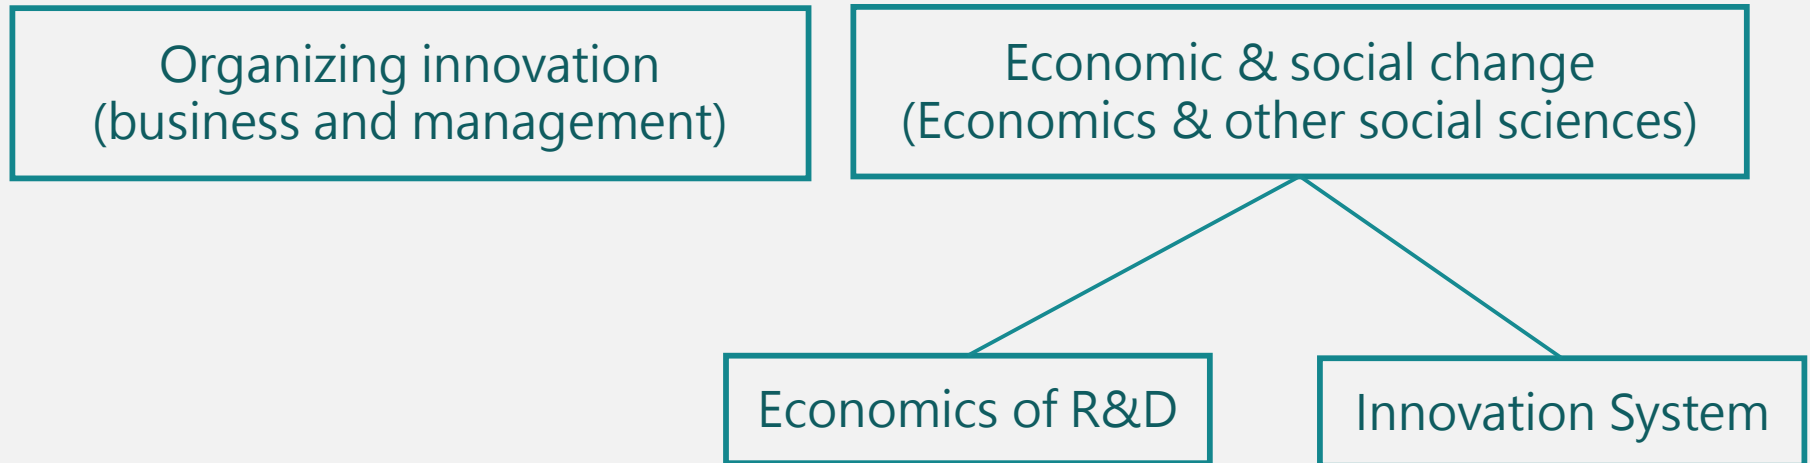 Organizing innovation
(business and management)
Economic & social change
(Economics & other social sciences)
Economics of R&D
Innovation System